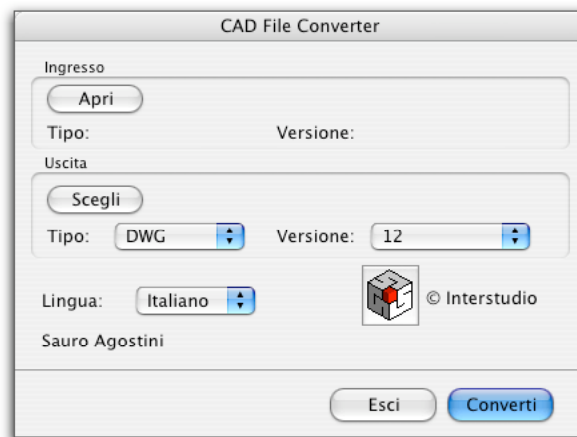 CAD File Converter
Ingresso
Apri
Tipo: Versione:
Uscita
Scegli
Tipo: DWG Versione: 12
Lingua: Italiano © Interstudio
Sauro Agostini
Esci Converti